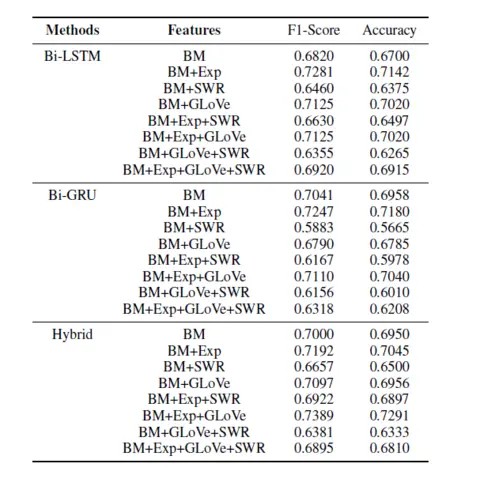 Methods Features F1-Score Accuracy
Bi-LSTM BM 0.6820 0.6700
BM+Exp 0.7281 0.7142
BM+SWR 0.6460 0.6375
BM+GLoVe 0.7125 0.7020
BM+Exp+SWR 0.6630 0.6497
BM+Exp+GLoVe 0.7125 0.7020
BM+GLoVe+SWR 0.6355 0.6265
BM+Exp+GLoVe+SWR 0.6920 0.6915
Bi-GRU BM 0.7041 0.6958
BM+Exp 0.7247 0.7180
BM+SWR 0.5883 0.5665
BM+GLoVe 0.6790 0.6785
BM+Exp+SWR 0.6167 0.5978
BM+Exp+GLoVe 0.7110 0.7040
BM+GLoVe+SWR 0.6156 0.6010
BM+Exp+GLoVe+SWR 0.6318 0.6208
Hybrid BM 0.7000 0.6950
BM+Exp 0.7192 0.7045
BM+SWR 0.6657 0.6500
BM+GLoVe 0.7097 0.6956
BM+Exp+SWR 0.6922 0.6897
BM+Exp+GLoVe 0.7389 0.7291
BM+GLoVe+SWR 0.6381 0.6333
BM+Exp+GLoVe+SWR 0.6895 0.6810